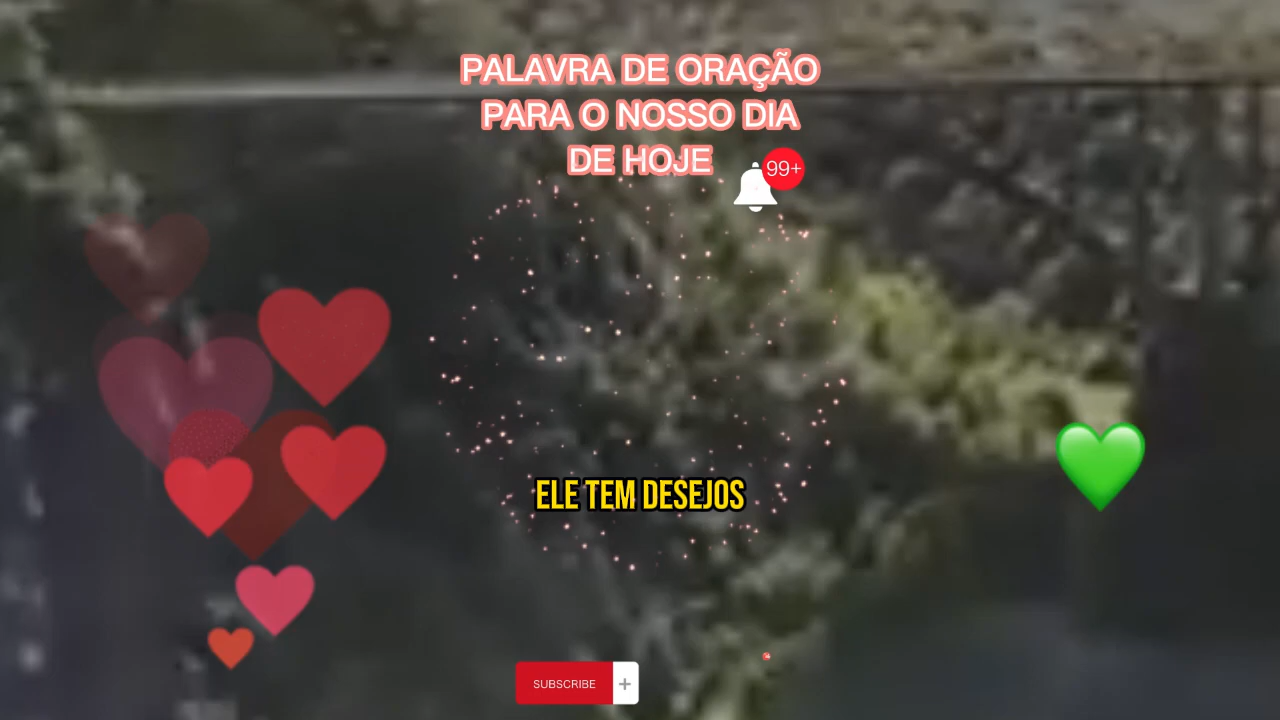 PALAVRA DE ORAÇÃO
PARA O NOSSO DIA
DE HOJE
99+
ELE TEM DESEJOS
SUBSCRIBE +